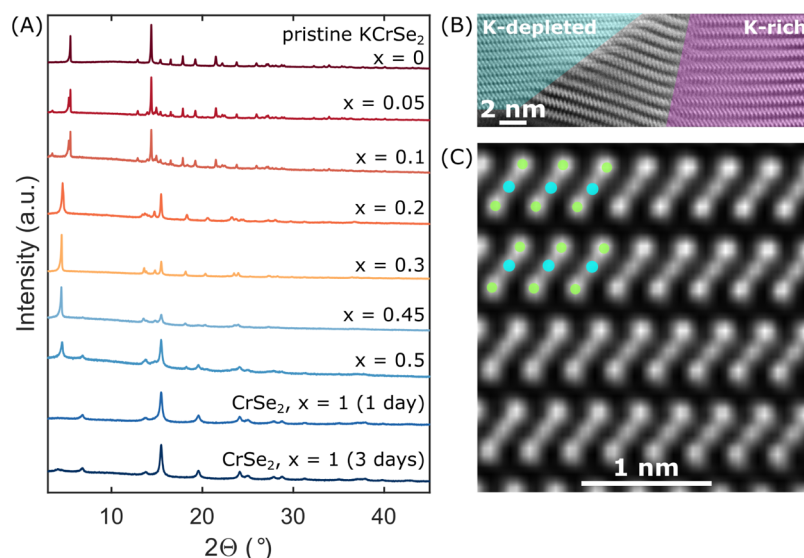 (A)
pristine KCrSe₂
x = 0
x = 0.05
x = 0.1
x = 0.2
x = 0.3
x = 0.45
x = 0.5
CrSe₂, x = 1 (1 day)
CrSe₂, x = 1 (3 days)
Intensity (a.u.)
10
20
30
40
2Θ (°)
(B)
K-depleted
K-rich
2 nm
(C)
1 nm